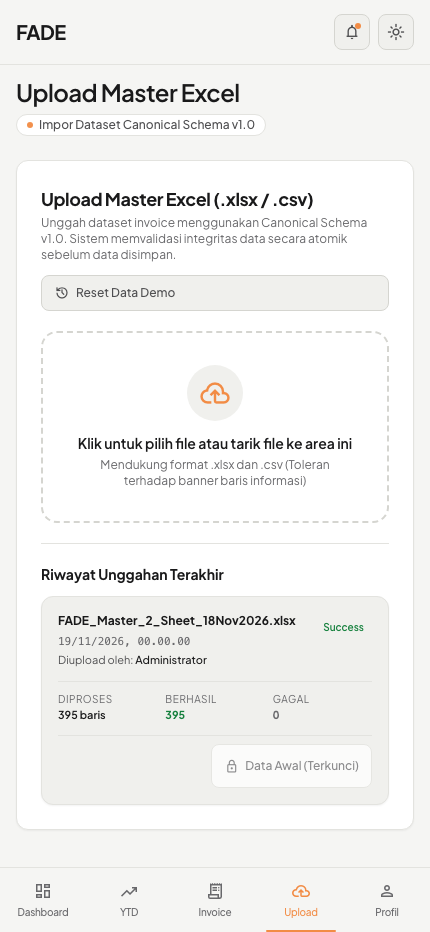 FADE
Upload Master Excel
Impor Dataset Canonical Schema v1.0
Upload Master Excel (.xlsx / .csv)
Unggah dataset invoice menggunakan Canonical Schema
v1.0. Sistem memvalidasi integritas data secara atomik
sebelum data disimpan.
Reset Data Demo
Klik untuk pilih file atau tarik file ke area ini
Mendukung format .xlsx dan .csv (Toleran
terhadap banner baris informasi)
Riwayat Unggahan Terakhir
FADE_Master_2_Sheet_18Nov2026.xlsx
Success
19/11/2026, 00.00.00
Diupload oleh: Administrator
DIPROSES BERHASIL GAGAL
395 baris 395 0
Data Awal (Terkunci)
Dashboard YTD Invoice Upload Profil